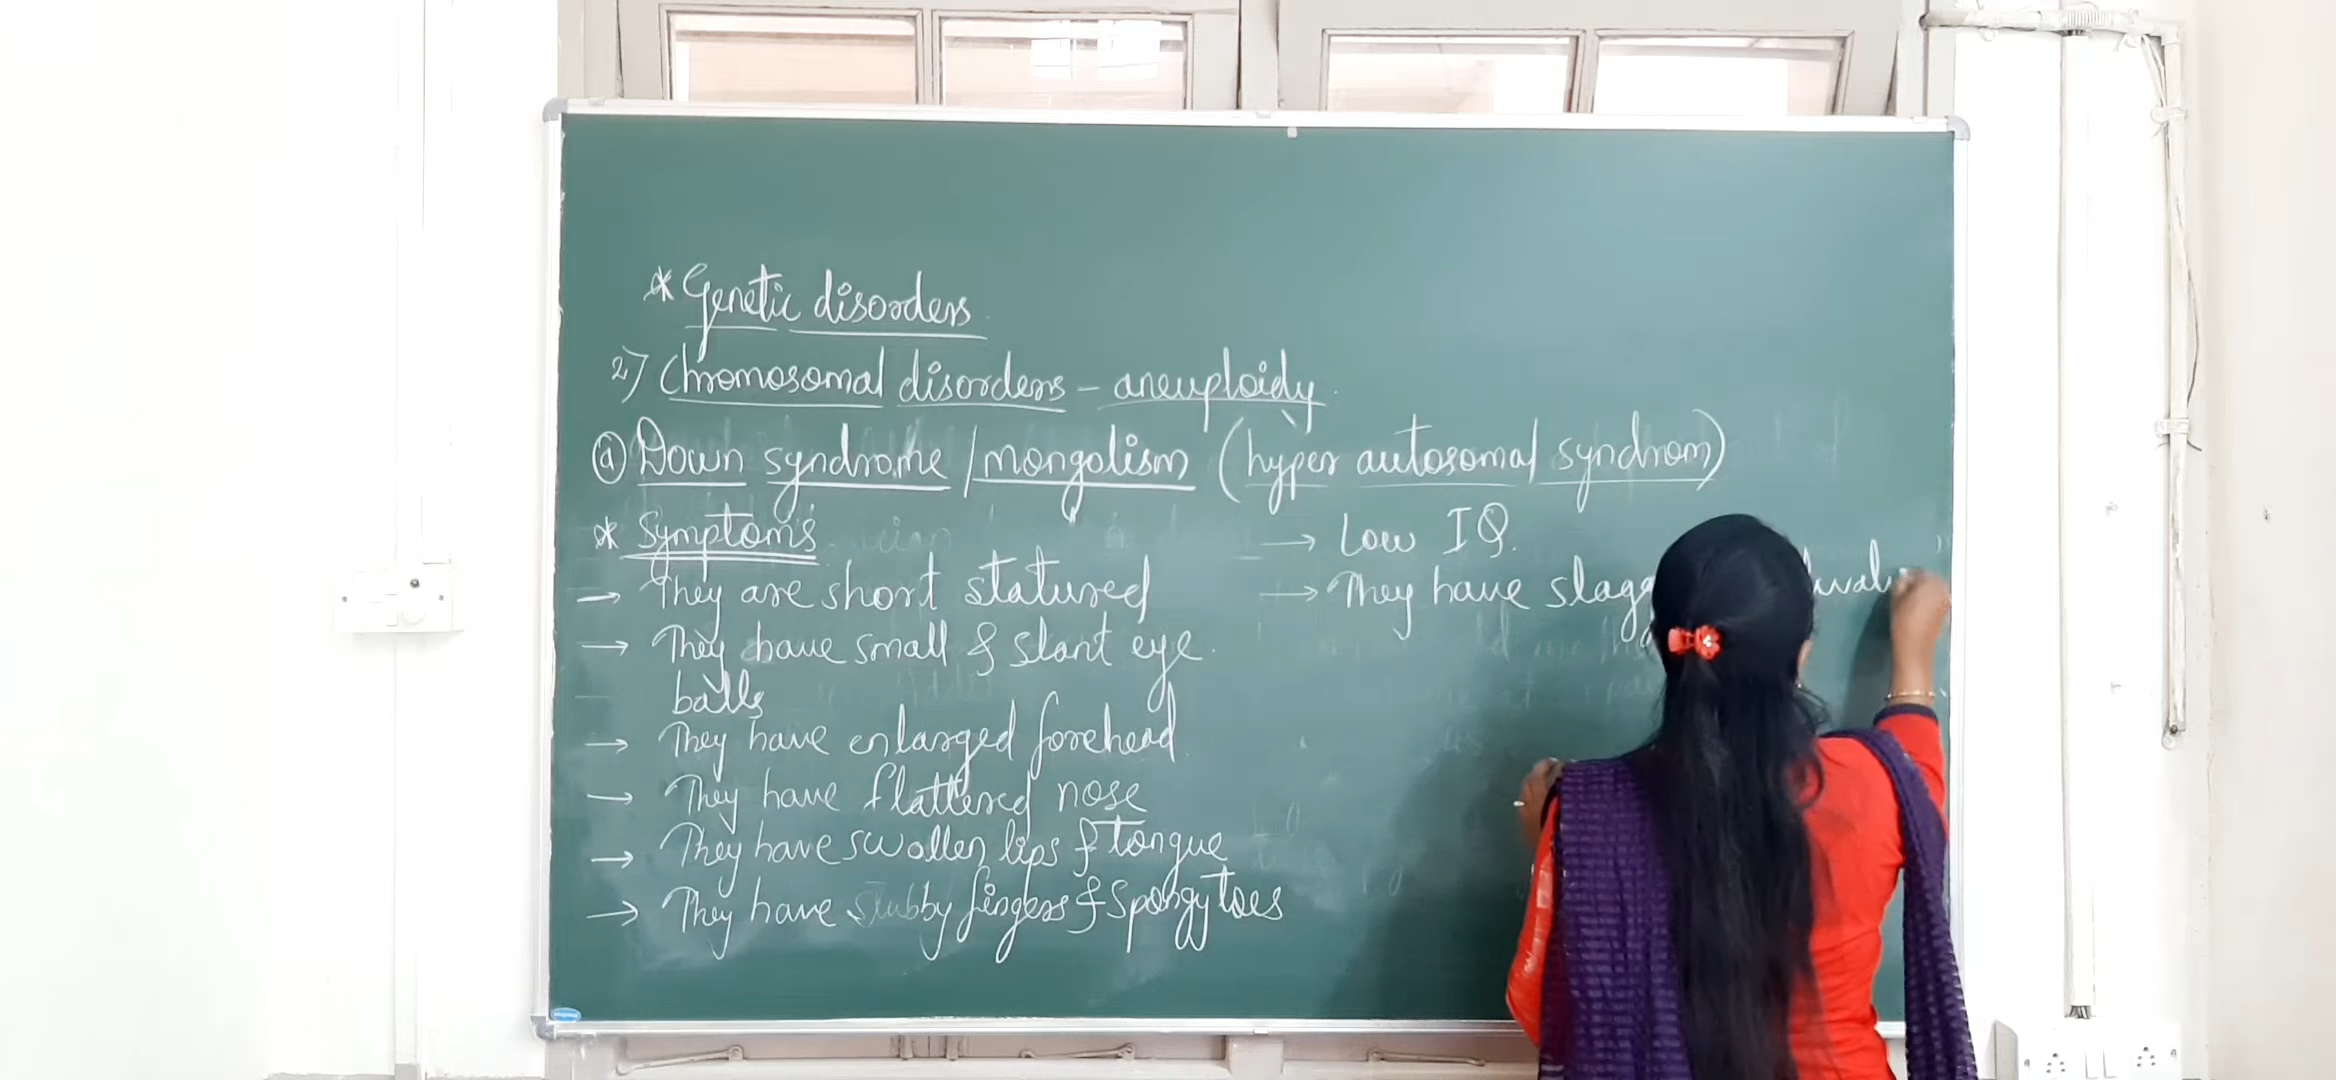 * Genetic disorders
2) Chromosomal disorders - aneuploidy
(a) Down syndrome / mongolism (hyper autosomal syndrom)
* Symptoms
→ They are short statured
→ They have small & slant eye
balls
→ They have enlarged forehead
→ They have flattened nose
→ They have swollen lips & tongue
→ They have stubby fingers & spongy toes
→ Low IQ.
→ They have